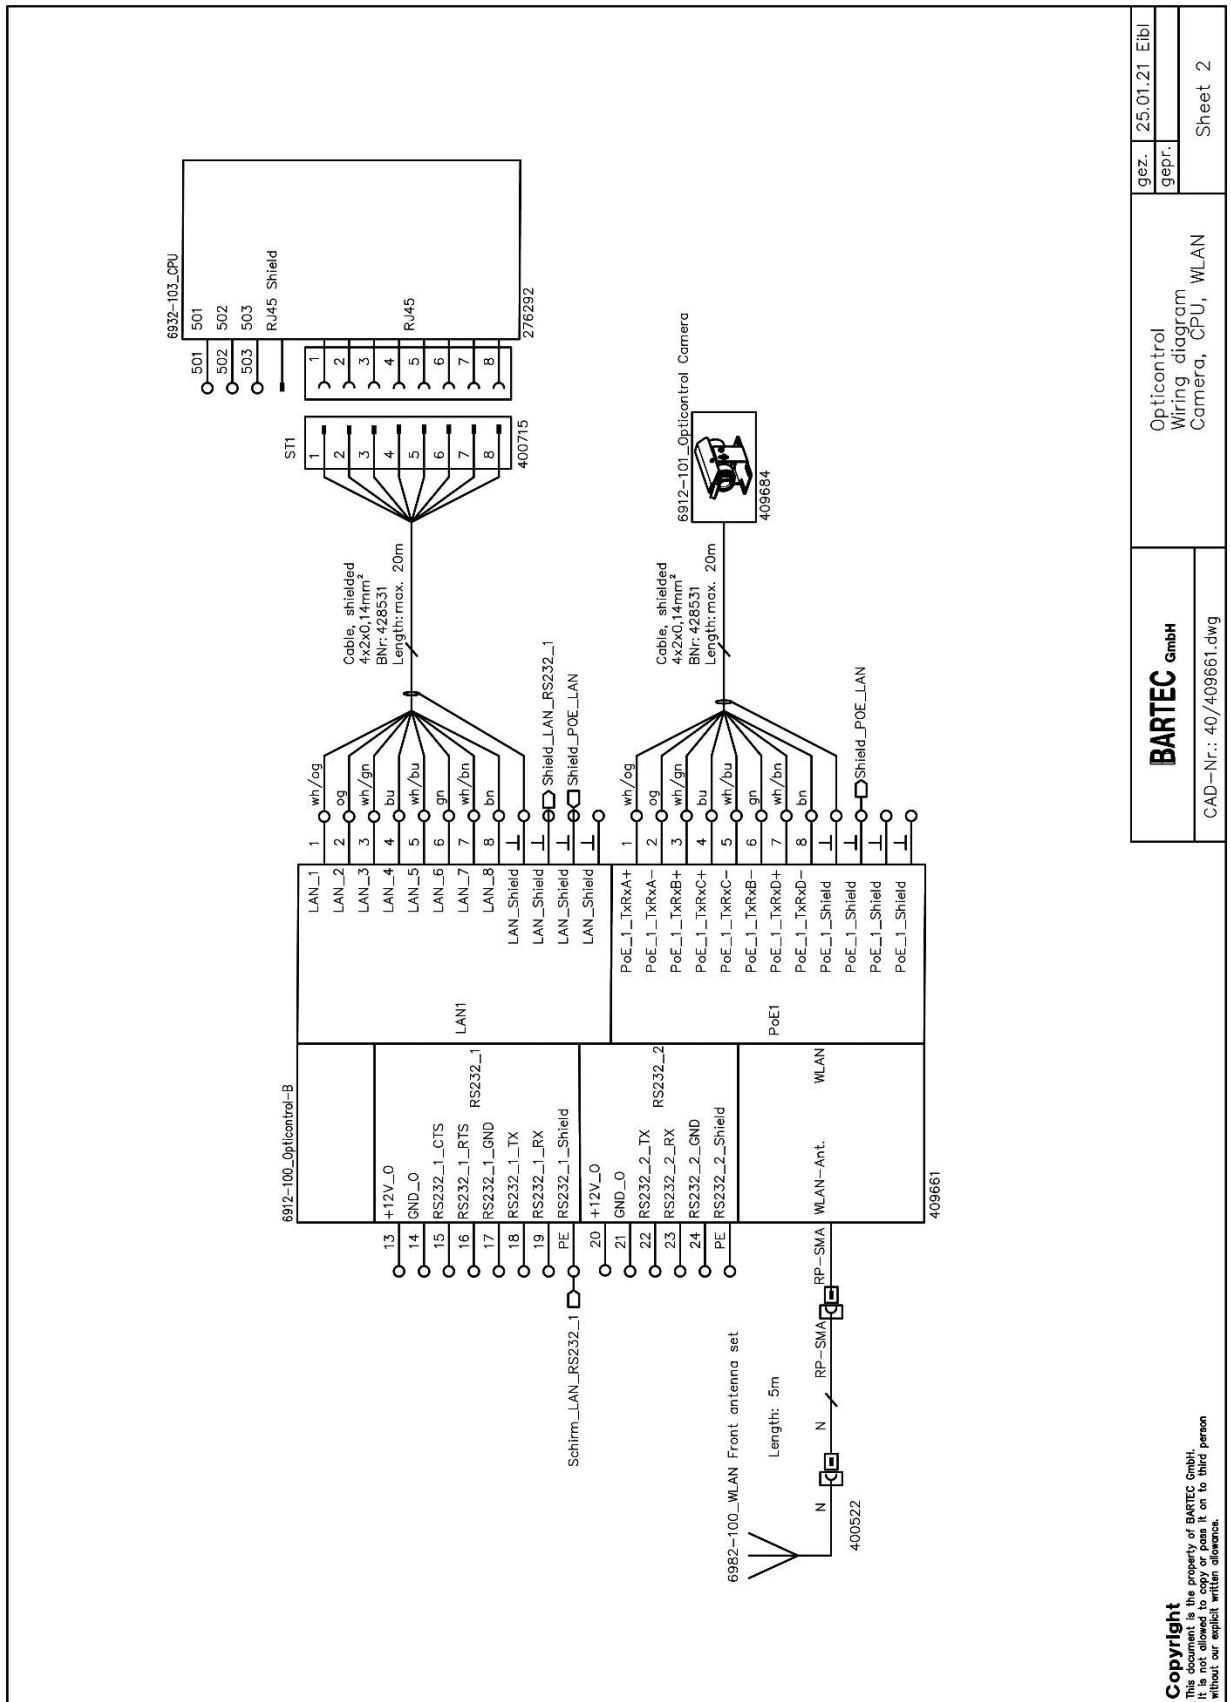 6932-103_CPU
501
502
503
RJ45 Shield
RJ45
276292
501
502
503
1
2
3
4
5
6
7
8
ST1
1
2
3
4
5
6
7
8
400715
Cable, shielded
4x2x0,14mm²
BNr: 428531
Length: max. 20m
6912-101_Opticontrol Camera
409684
Cable, shielded
4x2x0,14mm²
BNr: 428531
Length: max. 20m
Shield_LAN_RS232_1
Shield_POE_LAN
Shield_POE_LAN
wh/og
og
wh/gn
bu
wh/bu
gn
wh/bn
bn
wh/og
og
wh/gn
bu
wh/bu
gn
wh/bn
bn
1
2
3
4
5
6
7
8
1
2
3
4
5
6
7
8
LAN_1
LAN_2
LAN_3
LAN_4
LAN_5
LAN_6
LAN_7
LAN_8
LAN_Shield
LAN_Shield
LAN_Shield
LAN_Shield
PoE_1_TxRxA+
PoE_1_TxRxA-
PoE_1_TxRxB+
PoE_1_TxRxC+
PoE_1_TxRxC-
PoE_1_TxRxB-
PoE_1_TxRxD+
PoE_1_TxRxD-
PoE_1_Shield
PoE_1_Shield
PoE_1_Shield
PoE_1_Shield
LAN1
PoE1
6912-100_Opticontrol-B
RS232_1
RS232_2
WLAN
+12V_O
GND_O
RS232_1_CTS
RS232_1_RTS
RS232_1_GND
RS232_1_TX
RS232_1_RX
RS232_1_Shield
+12V_O
GND_O
RS232_2_TX
RS232_2_RX
RS232_2_GND
RS232_2_Shield
WLAN-Ant.
409661
13
14
15
16
17
18
19
PE
20
21
22
23
24
PE
RP-SMA
Schirm_LAN_RS232_1
6982-100_WLAN Front antenna set
Length: 5m
RP-SMA
N
N
400522
Copyright
This document is the property of BARTEC GmbH.
It is not allowed to copy or pass it on to third person
without our explicit written allowance.
BARTEC GmbH
CAD-Nr.: 40/409661.dwg
Opticontrol
Wiring diagram
Camera, CPU, WLAN
gez. 25.01.21 Eibl
gepr.
Sheet 2